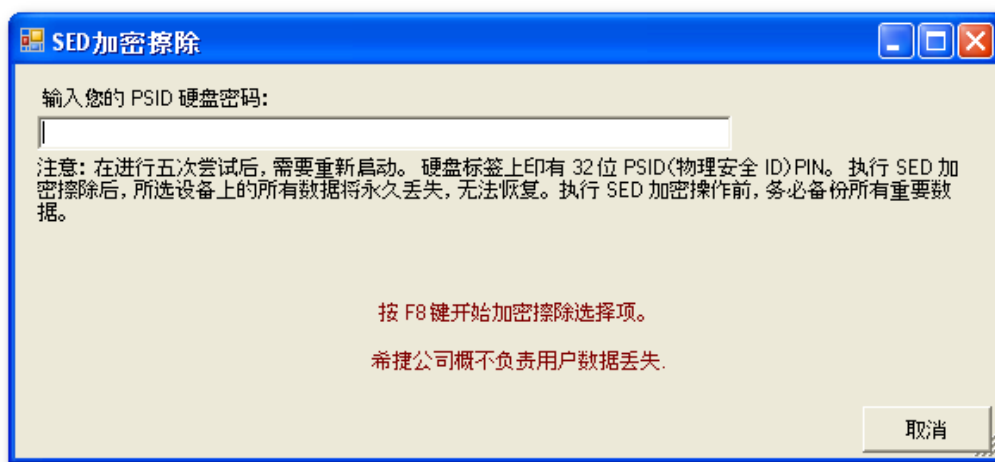 SED加密擦除
输入您的 PSID 硬盘密码:
注意: 在进行五次尝试后, 需要重新启动。 硬盘标签上印有 32位 PSID(物理安全 ID)PIN。 执行 SED 加
密擦除后, 所选设备上的所有数据将永久丢失, 无法恢复。执行 SED 加密操作前, 务必备份所有重要数
据。
按 F8 键开始加密擦除选择项。
希捷公司概不负责用户数据丢失.
取消